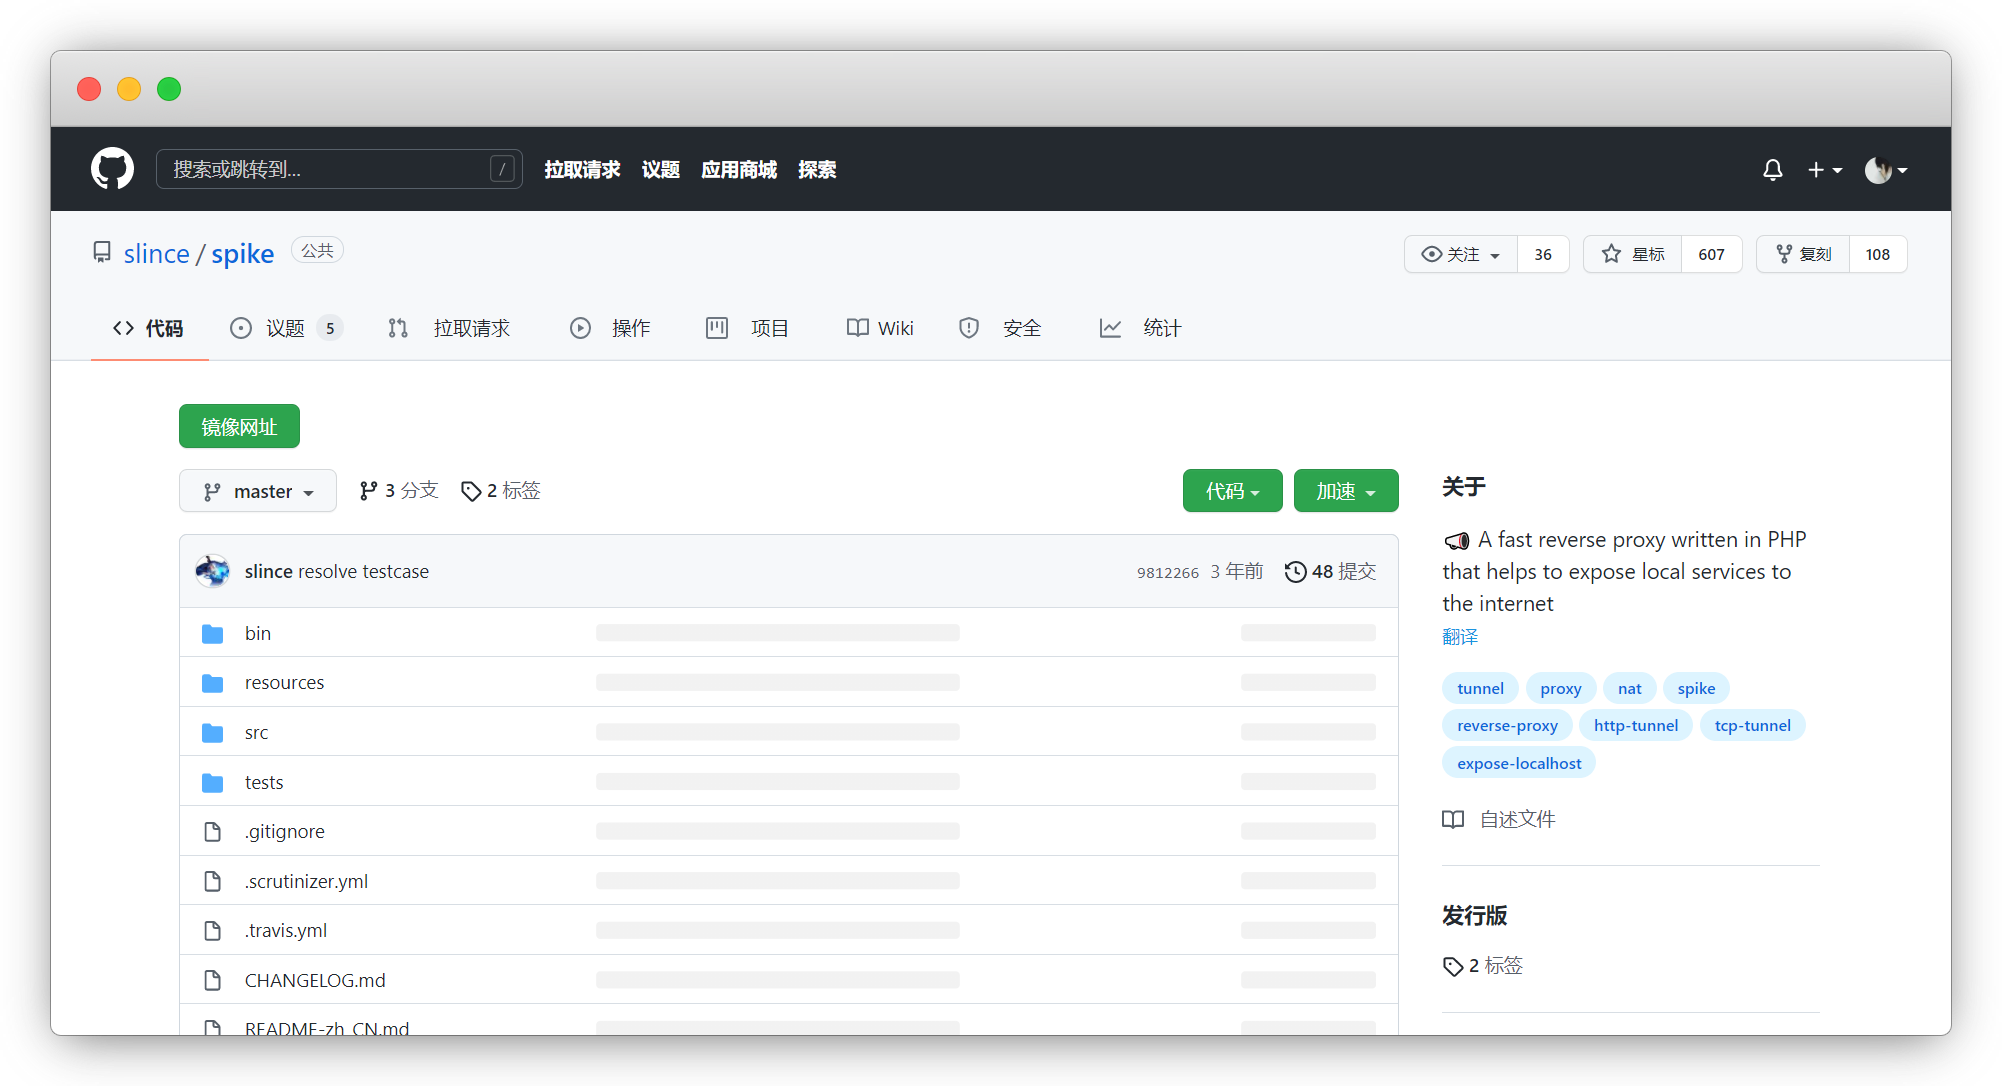 搜索或跳转到... / 拉取请求 议题 应用商城 探索
slince / spike 公共 关注 36 星标 607 复刻 108
代码 议题 5 拉取请求 操作 项目 Wiki 安全 统计
镜像网址
master 3 分支 2 标签 代码 加速
slince resolve testcase 9812266 3 年前 48 提交
bin
resources
src
tests
.gitignore
.scrutinizer.yml
.travis.yml
CHANGELOG.md
README-zh_CN.md
关于
A fast reverse proxy written in PHP
that helps to expose local services to
the internet
翻译
tunnel proxy nat spike
reverse-proxy http-tunnel tcp-tunnel
expose-localhost
自述文件
发行版
2 标签